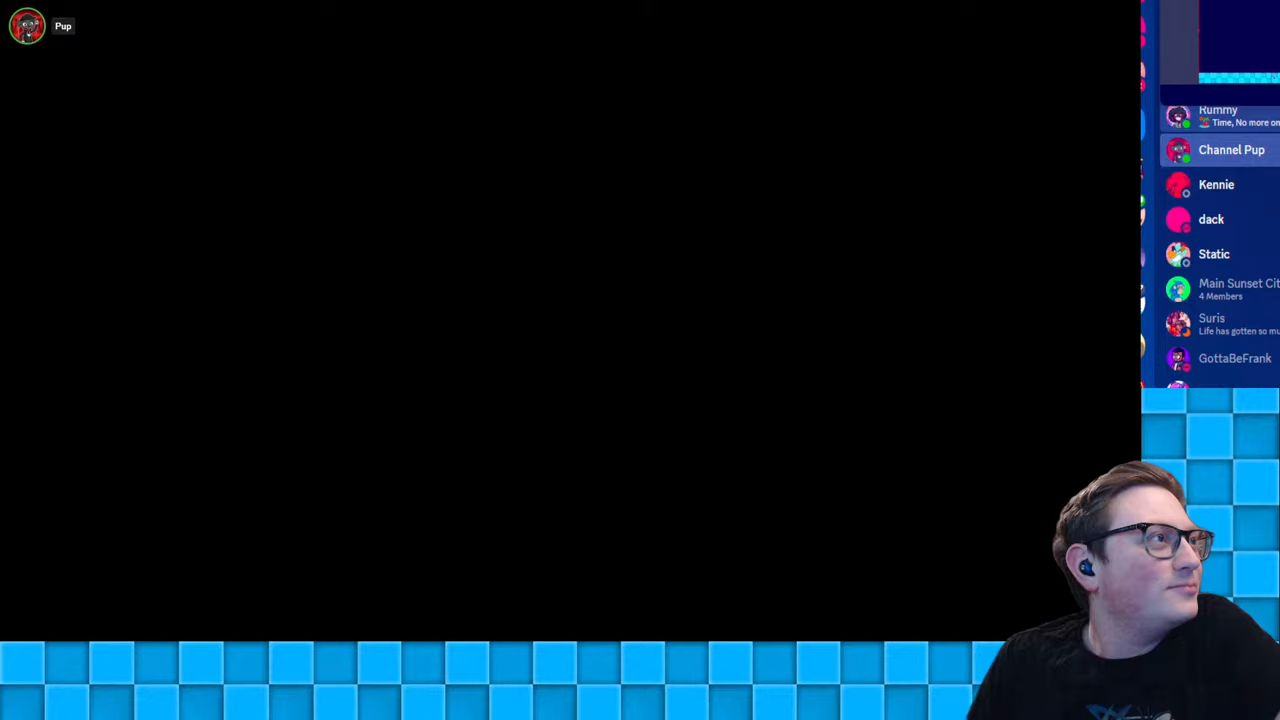 Pup
Rummy
Time, No more on
Channel Pup
Kennie
dack
Static
Main Sunset Cit
4 Members
Suris
Life has gotten so mu
GottaBeFrank